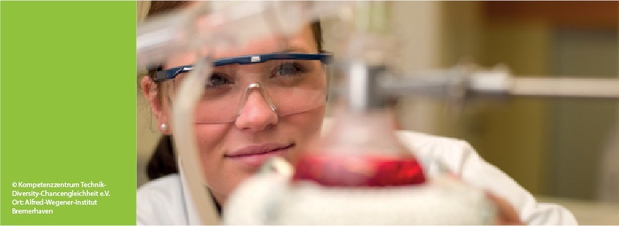 © Kompetenzzentrum Technik-
Diversity-Chancengleichheit e.V.
Ort: Alfred-Wegener-Institut
Bremerhaven